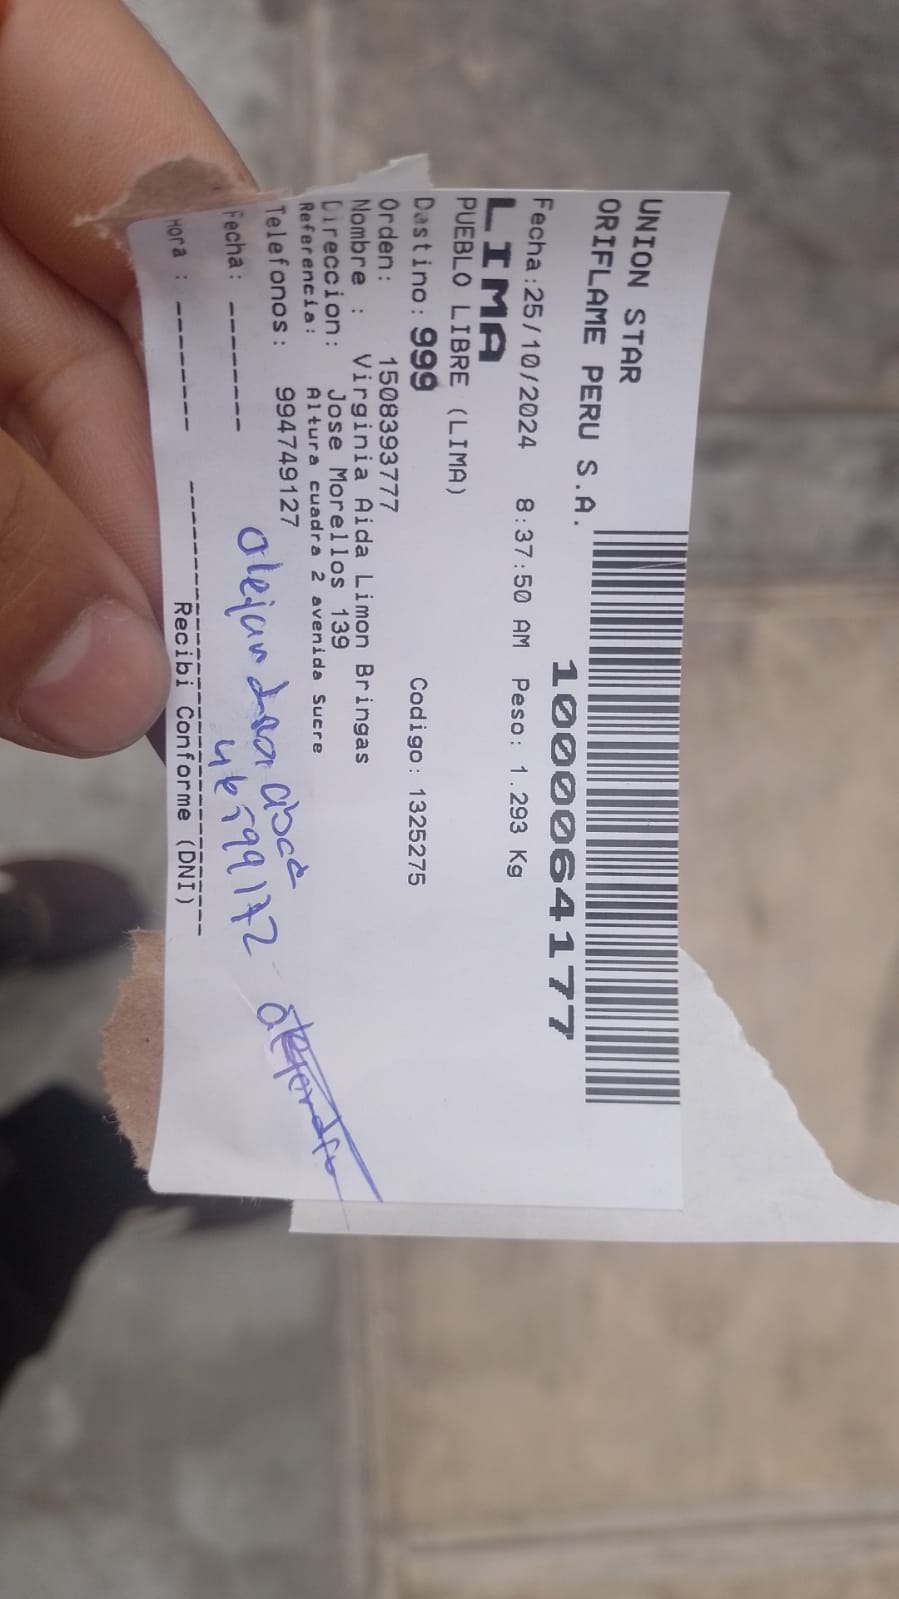 UNION STAR
ORIFLAME PERU S.A.
1000064177
Fecha:25/10/2024 8:37:50 AM Peso: 1.293 Kg
LIMA
PUEBLO LIBRE (LIMA)
Destino: 999 Codigo: 1325275
Orden: 1508393777
Nombre : Virginia Aida Limon Bringas
Direccion: Jose Morellos 139
Referencia: Altura cuadra 2 avenida Sucre
Telefonos: 994749127
Fecha: -------
Hora : -------
Recibi Conforme (DNI)